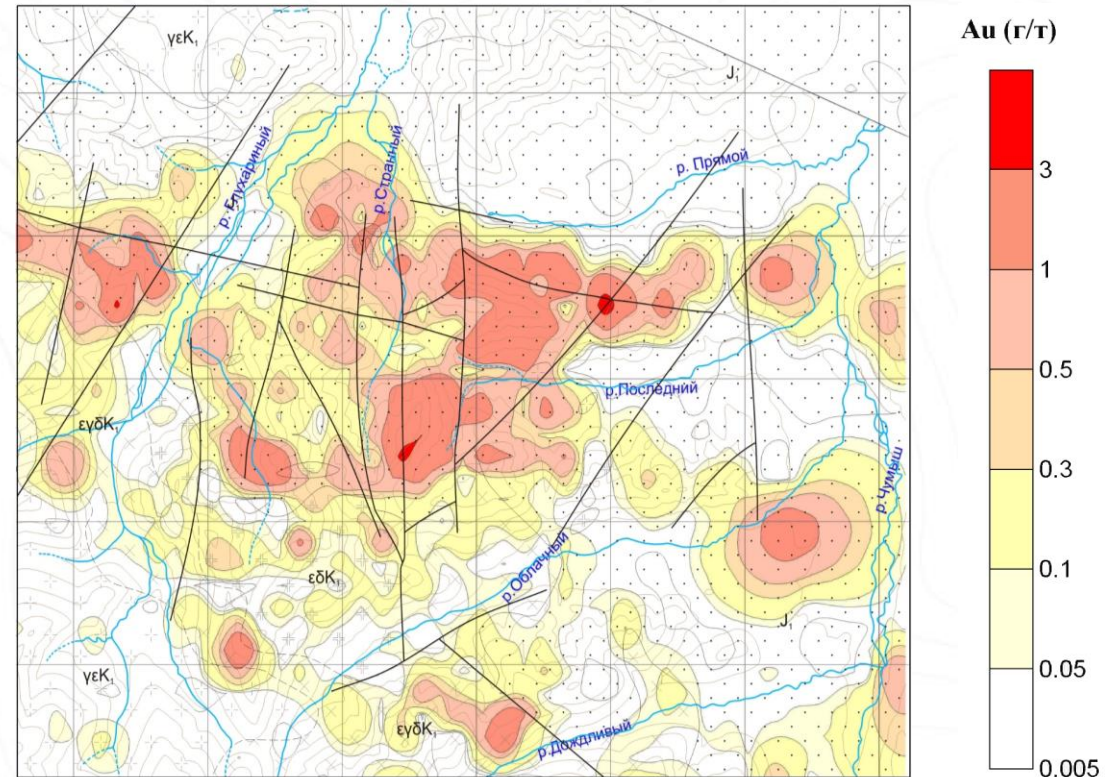 Au (г/т)
γεK₁
J₁
р. Глухариный
р. Странный
р. Прямой
3
1
0.5
р.Последний
εγδK₁
р.Чумыш
0.3
р.Облачный
0.1
εδK₁
J₁
0.05
γεK₁
εγδK₁
р.Дождливый
0.005